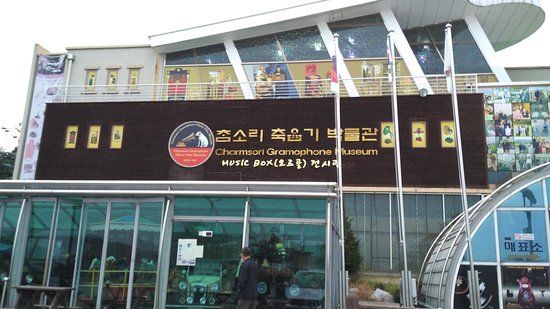 참소리 축음기 박물관
Charmsori Gramophone Museum
MUSIC BOX(오르골) 전시관
매표소